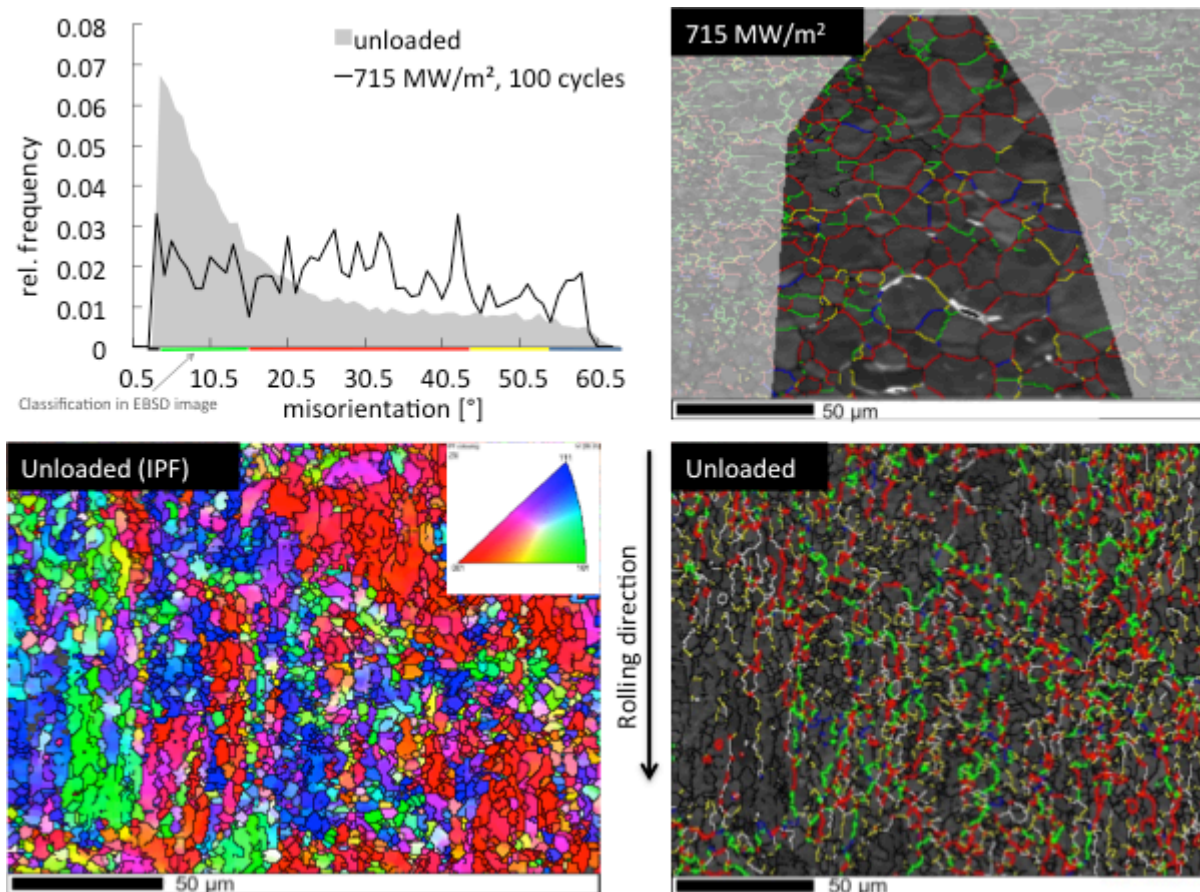 0.08
0.07
0.06
0.05
0.04
0.03
0.02
0.01
0
rel. frequency
unloaded
715 MW/m², 100 cycles
0.5 10.5 20.5 30.5 40.5 50.5 60.5
Classification in EBSD image
misorientation [°]
715 MW/m²
50 µm
Unloaded (IPF)
111
001
101
50 µm
Rolling direction
Unloaded
50 µm